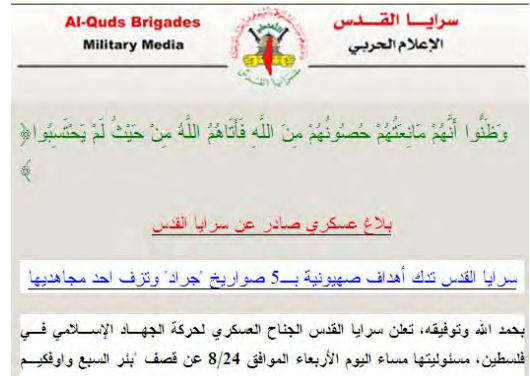 Al-Quds Brigades
Military Media
سرايا القدس
الإعلام الحربي
وَظَنُّوا أَنَّهُمْ مَانِعَتُهُمْ حُصُونُهُمْ مِنَ اللَّهِ فَأَتَاهُمُ اللَّهُ مِنْ حَيْثُ لَمْ يَحْتَسِبُوا﴿
﴾
بلاغ عسكري صادر عن سرايا القدس
سرايا القدس تدك أهداف صهيونية بــ5 صواريخ "جراد" وتزف احد مجاهديها
بحمد الله وتوفيقه، تعلن سرايا القدس الجناح العسكري لحركة الجهاد الإسلامي في
فلسطين، مسئوليتها مساء اليوم الأربعاء الموافق 8/24 عن قصف "بئر السبع واوفكيم